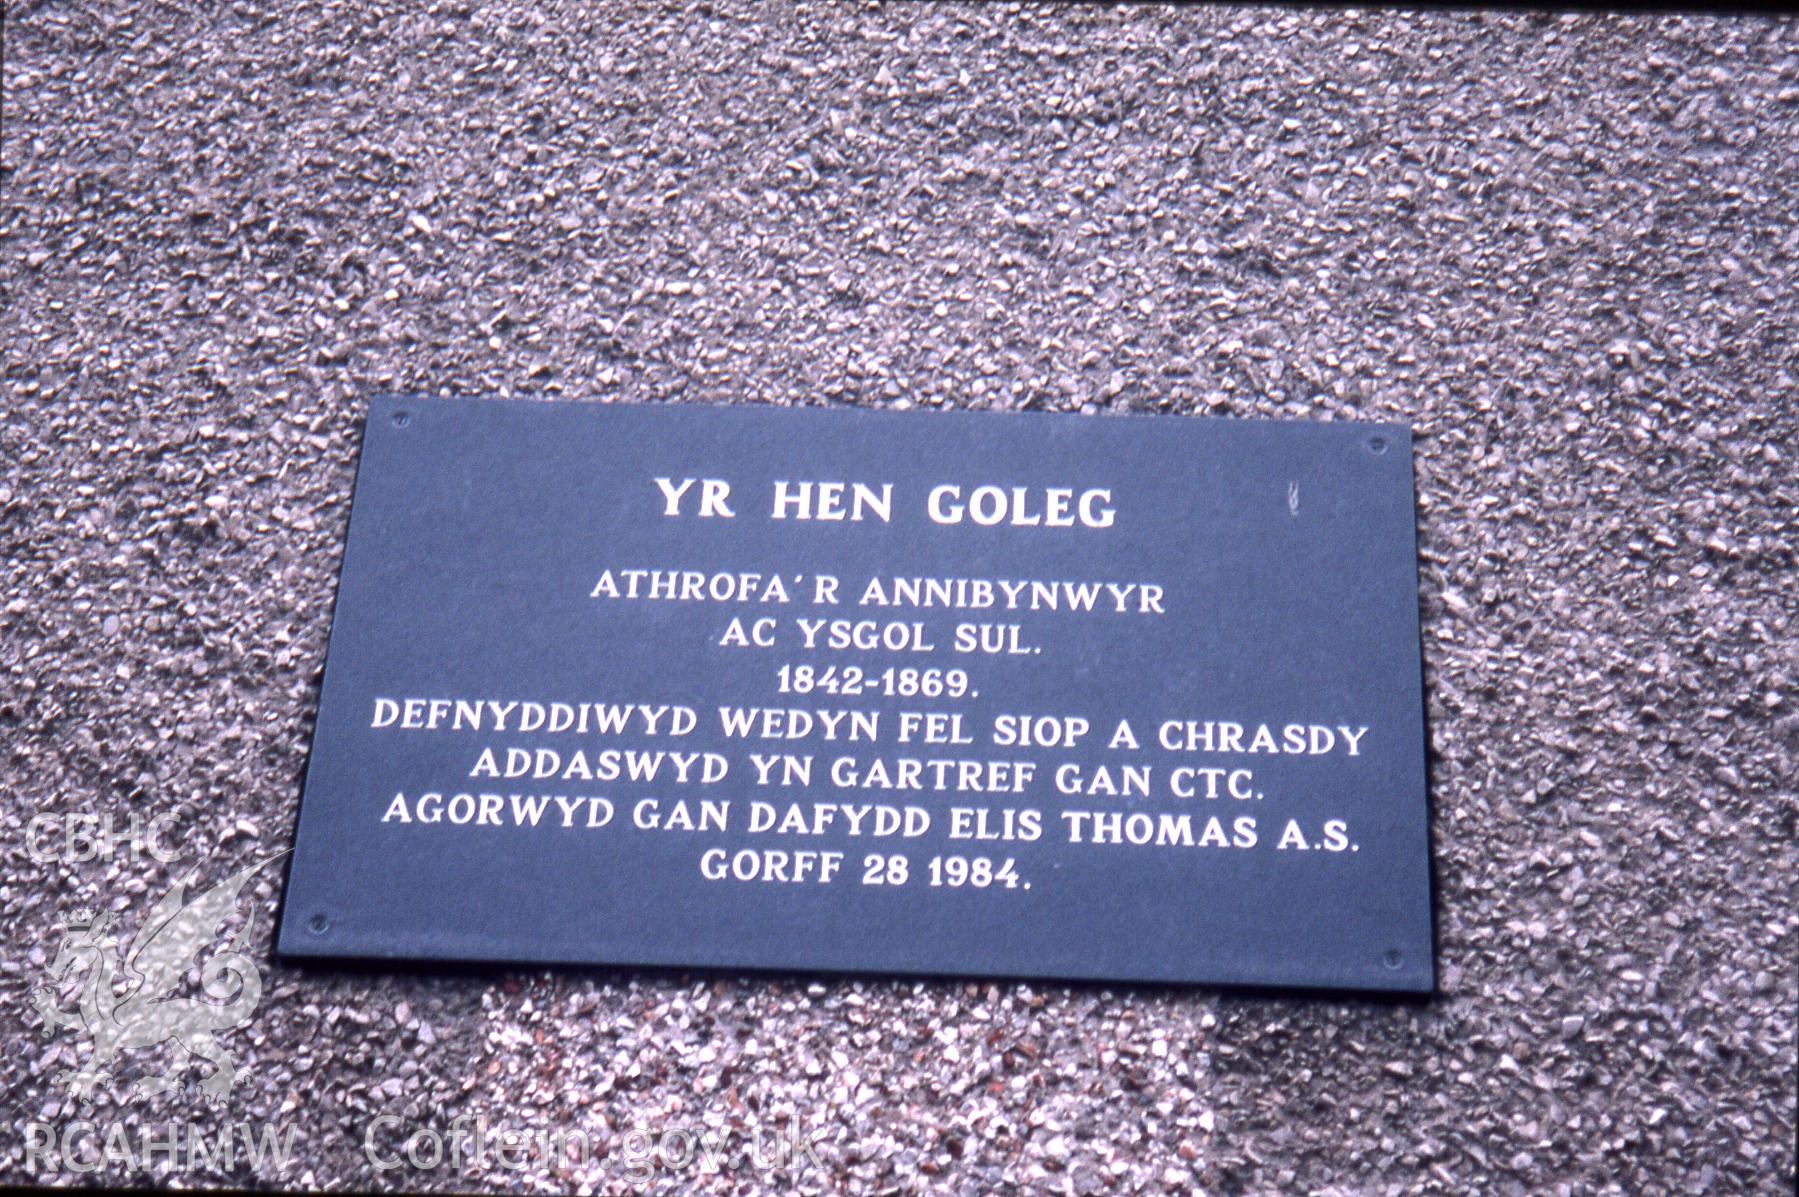 YR HEN GOLEG
ATHROFA'R ANNIBYNWYR
AC YSGOL SUL.
1842-1869.
DEFNYDDIWYD WEDYN FEL SIOP A CHRASDY
ADDASWYD YN GARTREF GAN CTC.
AGORWYD GAN DAFYDD ELIS THOMAS A.S.
GORFF 28 1984.
CBHC
RCAHMW
Coflein.gov.uk